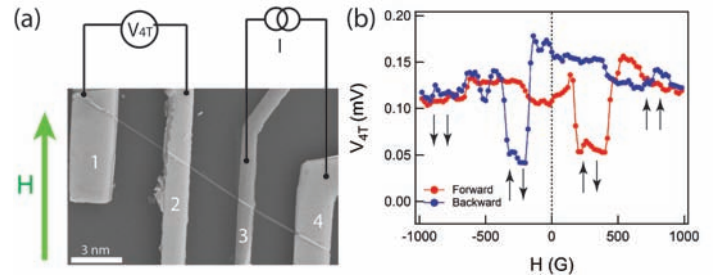 (a)
V4T
I
H
1
2
3
4
3 nm
(b)
0.20
0.15
0.10
0.05
0.00
V4T (mV)
Forward
Backward
-1000
-500
0
500
1000
H (G)